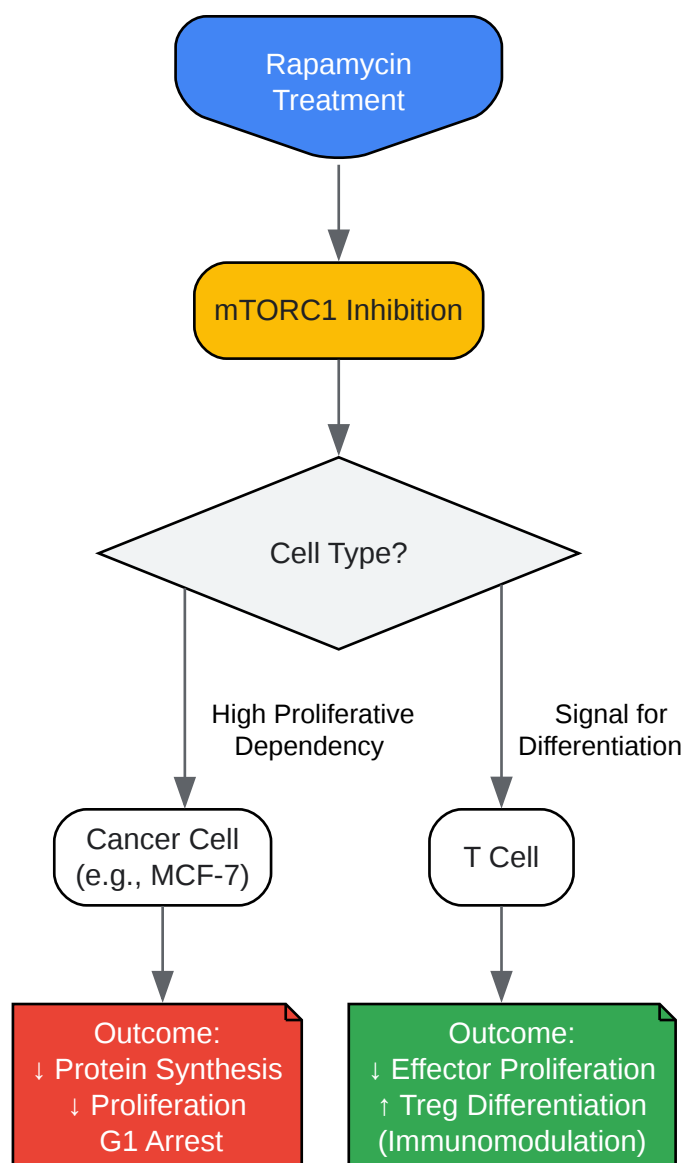 Rapamycin
Treatment
mTORC1 Inhibition
Cell Type?
High Proliferative
Dependency
Signal for
Differentiation
Cancer Cell
(e.g., MCF-7)
T Cell
Outcome:
↓ Protein Synthesis
↓ Proliferation
G1 Arrest
Outcome:
↓ Effector Proliferation
↑ Treg Differentiation
(Immunomodulation)